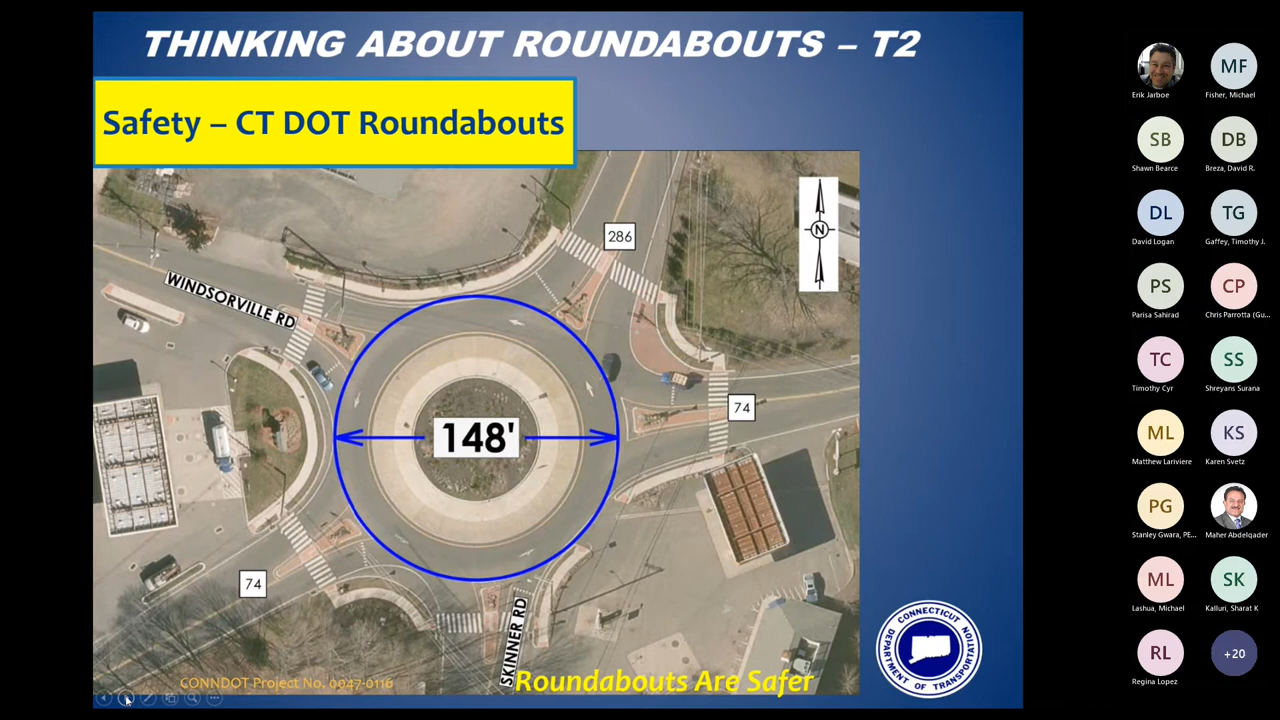 THINKING ABOUT ROUNDABOUTS – T2
Safety – CT DOT Roundabouts
286
N
WINDSORVILLE RD
74
148'
74
SKINNER RD
CONNDOT Project No. 0047-0116
Roundabouts Are Safer
CONNECTICUT
DEPARTMENT OF TRANSPORTATION
Erik Jarboe
MF
Fisher, Michael
SB
Shawn Bearce
DB
Breza, David R.
DL
David Logan
TG
Gaffey, Timothy J.
PS
Parisa Sahirad
CP
Chris Parrotta (Gu...
TC
Timothy Cyr
SS
Shreyans Surana
ML
Matthew Lariviere
KS
Karen Svetz
PG
Stanley Gwara, PE...
Maher Abdelqader
ML
Lashua, Michael
SK
Kalluri, Sharat K
RL
Regina Lopez
+20